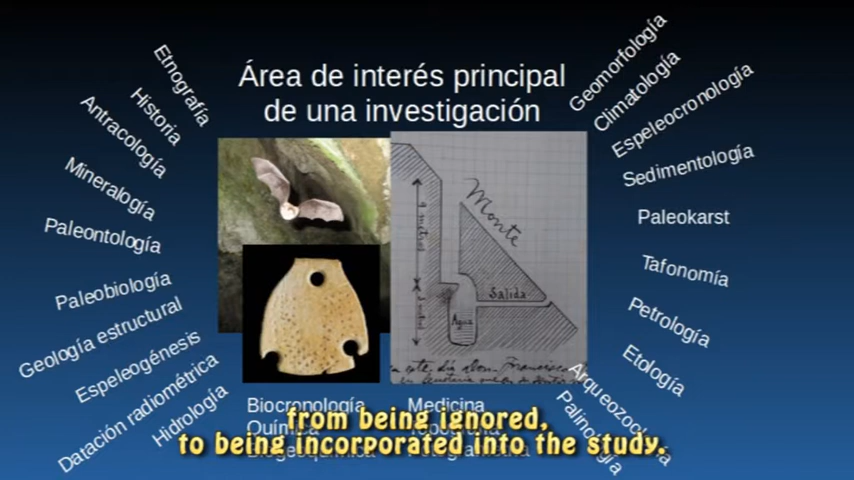 Área de interés principal
de una investigación
Etnografía
Historia
Antracología
Mineralogía
Paleontología
Paleobiología
Geología estructural
Espeleogénesis
Datación radiométrica
Hidrología
Geomorfología
Climatología
Espeleocronología
Sedimentología
Paleokarst
Tafonomía
Petrología
Etología
Palinología
Monte
Salida
Agua
Biocronología
Química
Medicina
from being ignored,
to being incorporated into the study.